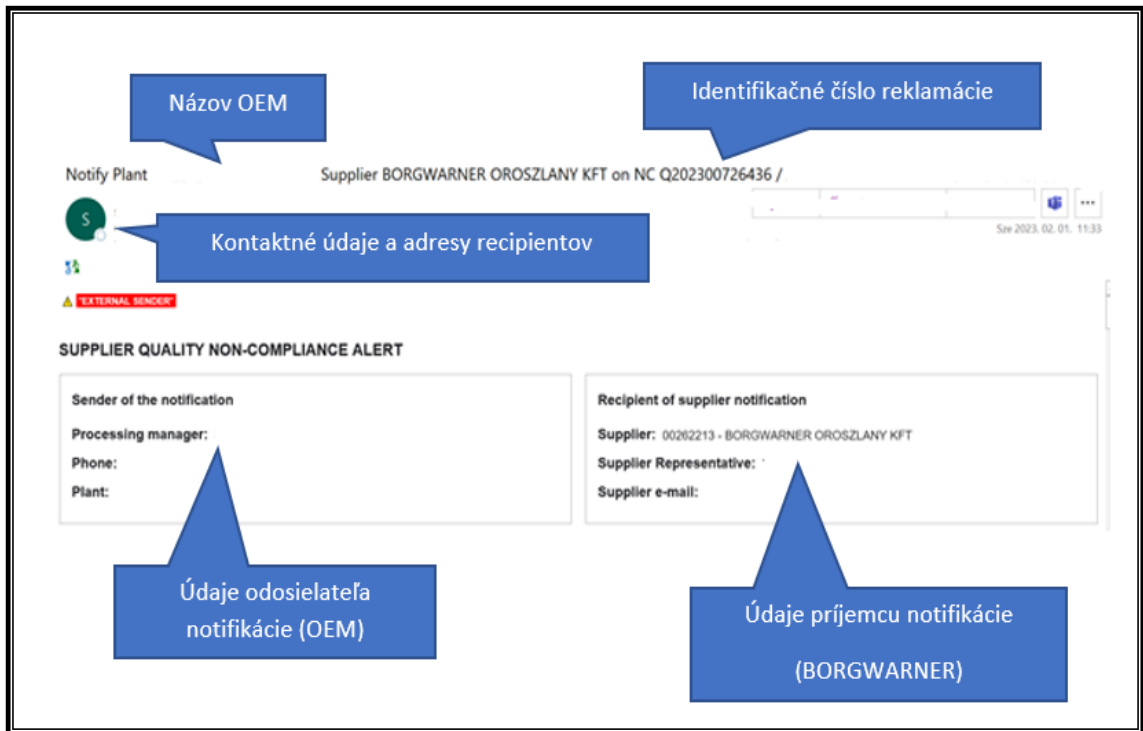 Názov OEM
Identifikačné číslo reklamácie
Notify Plant Supplier BORGWARNER OROSZLANY KFT on NC Q202300726436 /
S
Kontaktné údaje a adresy recipientov
Sze 2023. 02. 01. 11:33
"EXTERNAL SENDER"
SUPPLIER QUALITY NON-COMPLIANCE ALERT
Sender of the notification
Processing manager:
Phone:
Plant:
Recipient of supplier notification
Supplier: 00262213 - BORGWARNER OROSZLANY KFT
Supplier Representative:
Supplier e-mail:
Údaje odosielateľa
notifikácie (OEM)
Údaje príjemcu notifikácie
(BORGWARNER)